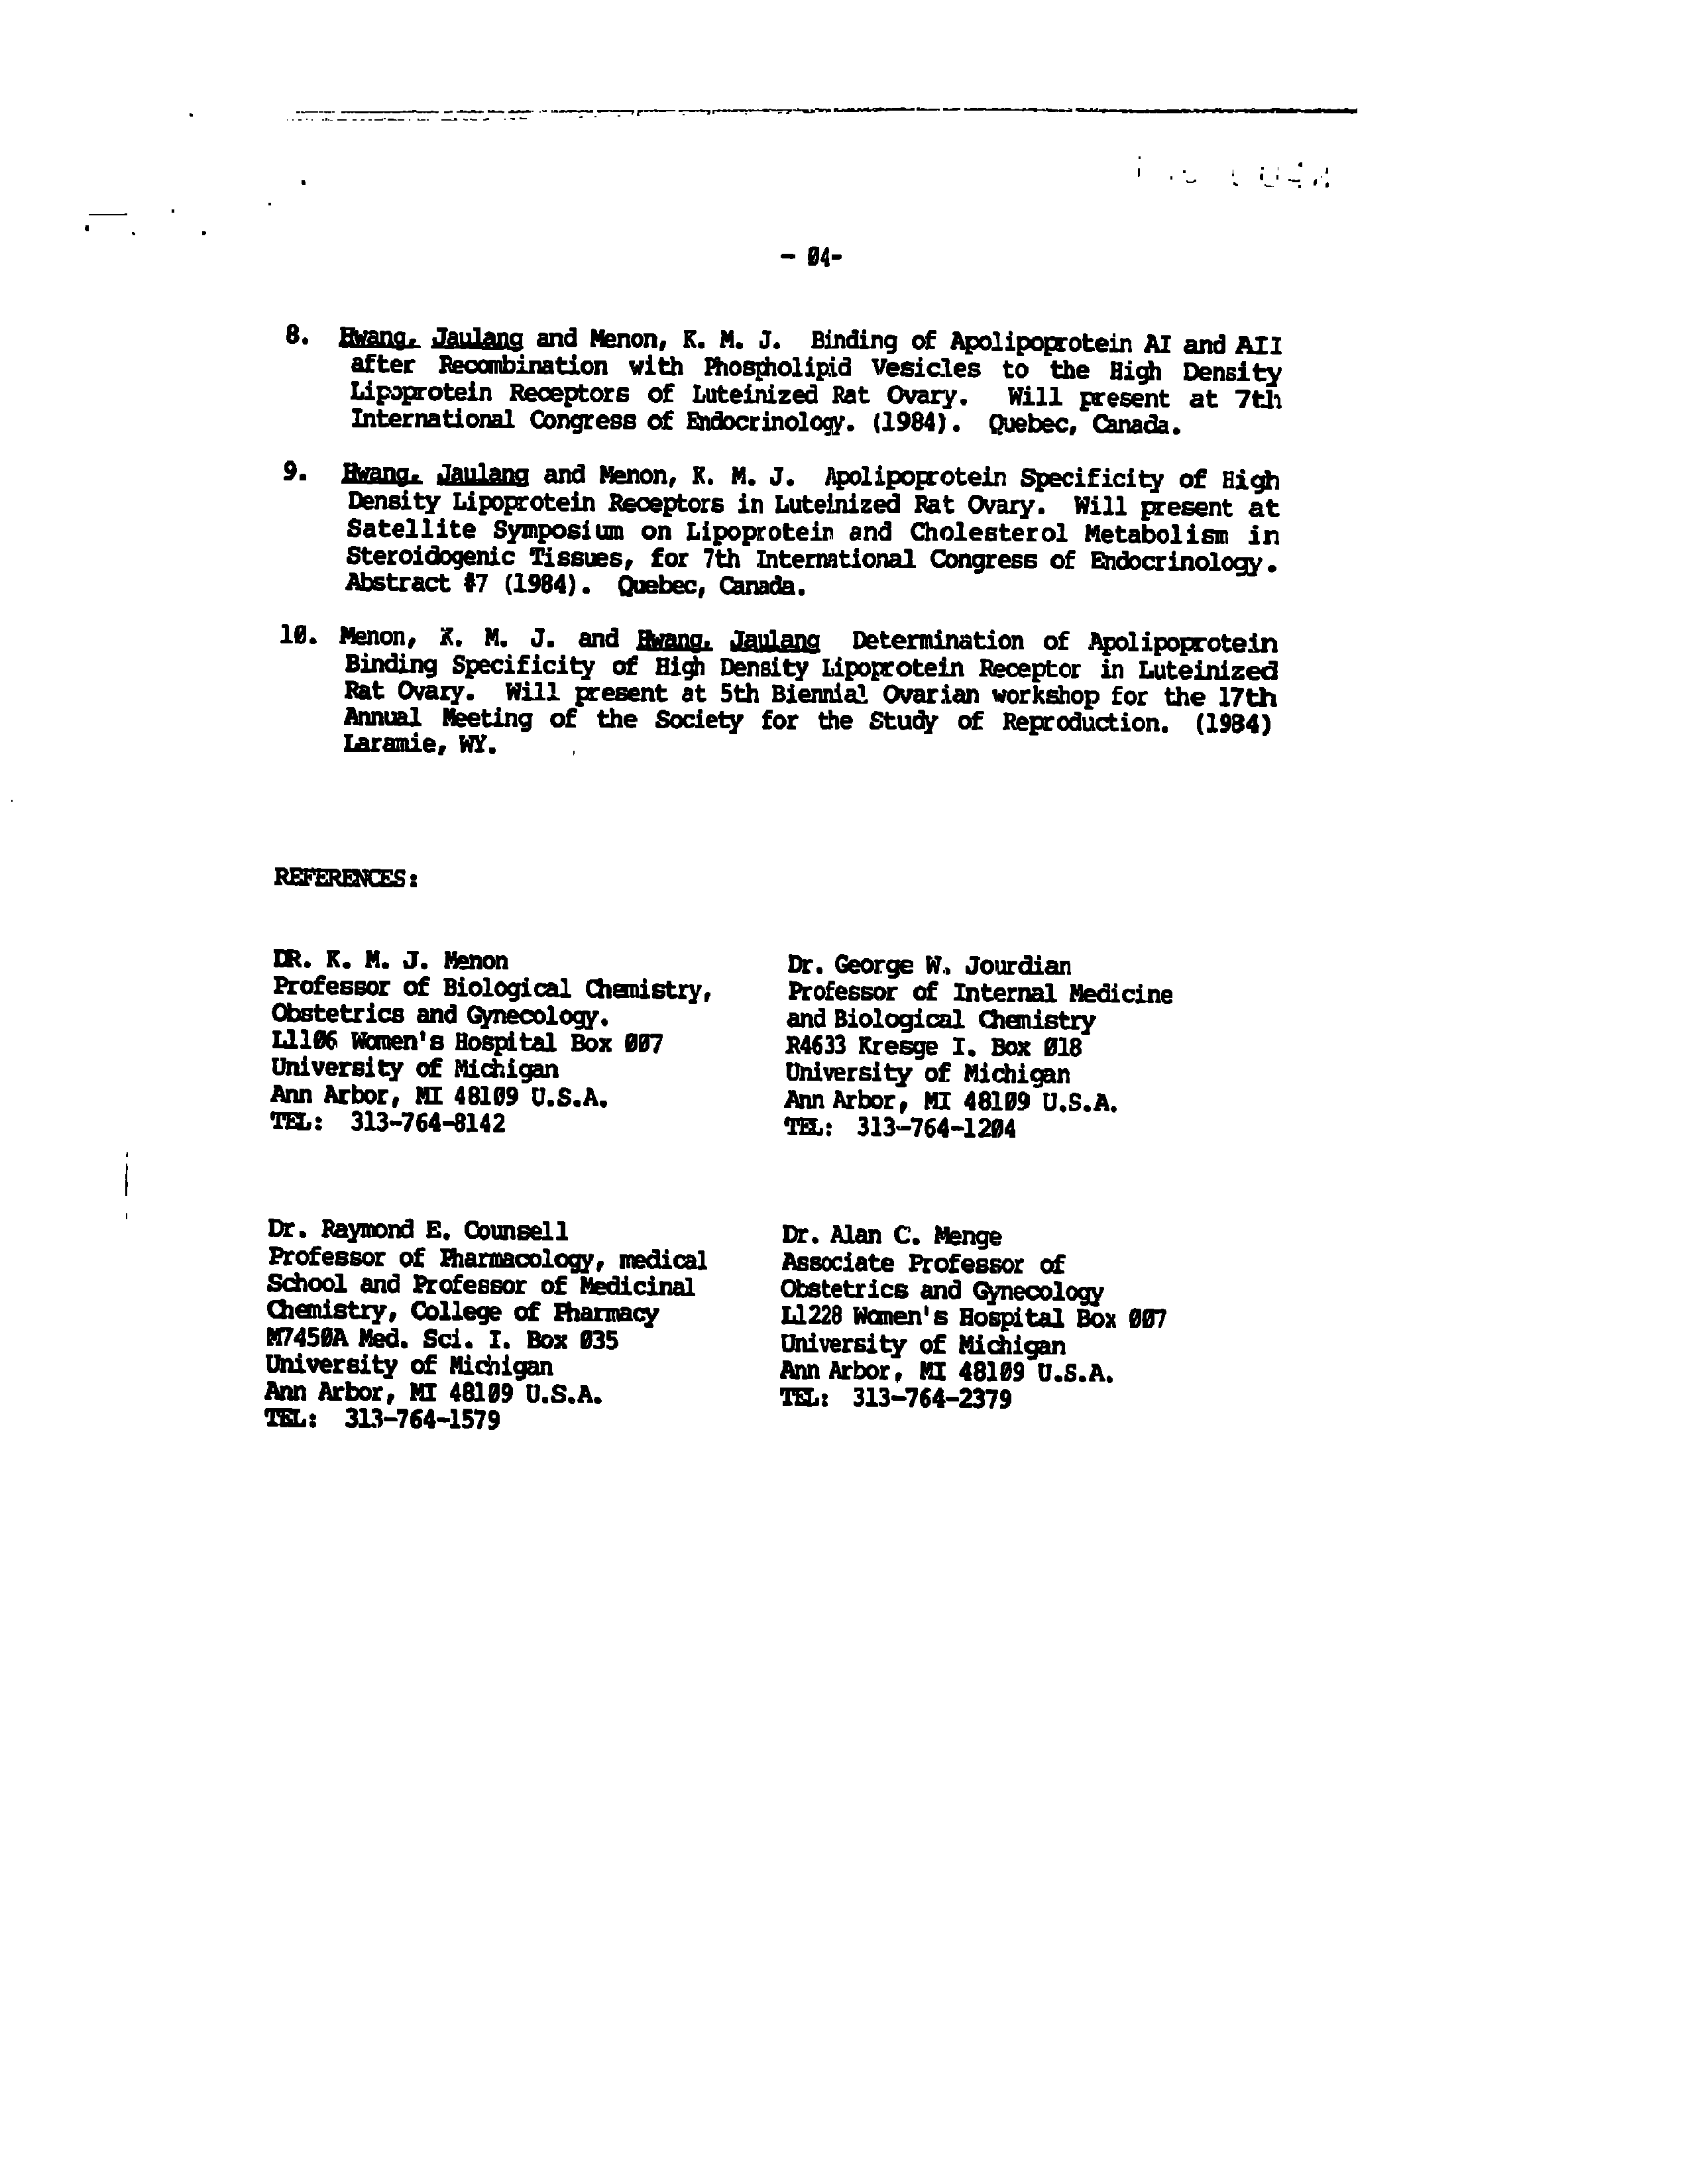 - 04-
8. Hwang, Jaulang and Menon, K. M. J. Binding of Apolipoprotein AI and AII
after Recombination with Phospholipid Vesicles to the High Density
Lipoprotein Receptors of Luteinized Rat Ovary. Will present at 7th
International Congress of Endocrinology. (1984). Quebec, Canada.
9. Hwang, Jaulang and Menon, K. M. J. Apolipoprotein Specificity of High
Density Lipoprotein Receptors in Luteinized Rat Ovary. Will present at
Satellite Symposium on Lipoprotein and Cholesterol Metabolism in
Steroidogenic Tissues, for 7th International Congress of Endocrinology.
Abstract #7 (1984). Quebec, Canada.
10. Menon, K. M. J. and Hwang, Jaulang Determination of Apolipoprotein
Binding Specificity of High Density Lipoprotein Receptor in Luteinized
Rat Ovary. Will present at 5th Biennial Ovarian workshop for the 17th
Annual Meeting of the Society for the Study of Reproduction. (1984)
Laramie, WY.
REFERENCES:
DR. K. M. J. Menon
Professor of Biological Chemistry,
Obstetrics and Gynecology.
L1106 Women's Hospital Box 007
University of Michigan
Ann Arbor, MI 48109 U.S.A.
TEL: 313-764-8142
Dr. George W. Jourdian
Professor of Internal Medicine
and Biological Chemistry
R4633 Kresge I. Box 018
University of Michigan
Ann Arbor, MI 48109 U.S.A.
TEL: 313-764-1204
Dr. Raymond E. Counsell
Professor of Pharmacology, medical
School and Professor of Medicinal
Chemistry, College of Pharmacy
M7450A Med. Sci. I. Box 035
University of Michigan
Ann Arbor, MI 48109 U.S.A.
TEL: 313-764-1579
Dr. Alan C. Menge
Associate Professor of
Obstetrics and Gynecology
L1228 Women's Hospital Box 007
University of Michigan
Ann Arbor, MI 48109 U.S.A.
TEL: 313-764-2379